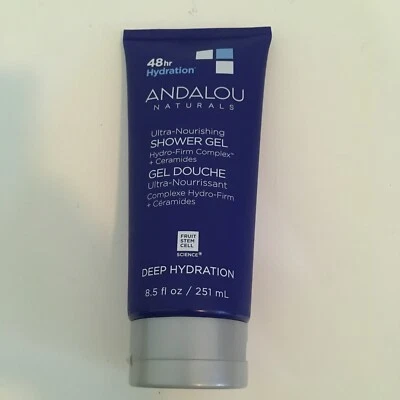 48hr
Hydration
ANDALOU
NATURALS
Ultra-Nourishing
SHOWER GEL
Hydro-Firm Complex™
+ Ceramides
GEL DOUCHE
Ultra-Nourrissant
Complexe Hydro-Firm
+ Céramides
FRUIT
STEM
CELL
SCIENCE®
DEEP HYDRATION
8.5 fl oz / 251 mL